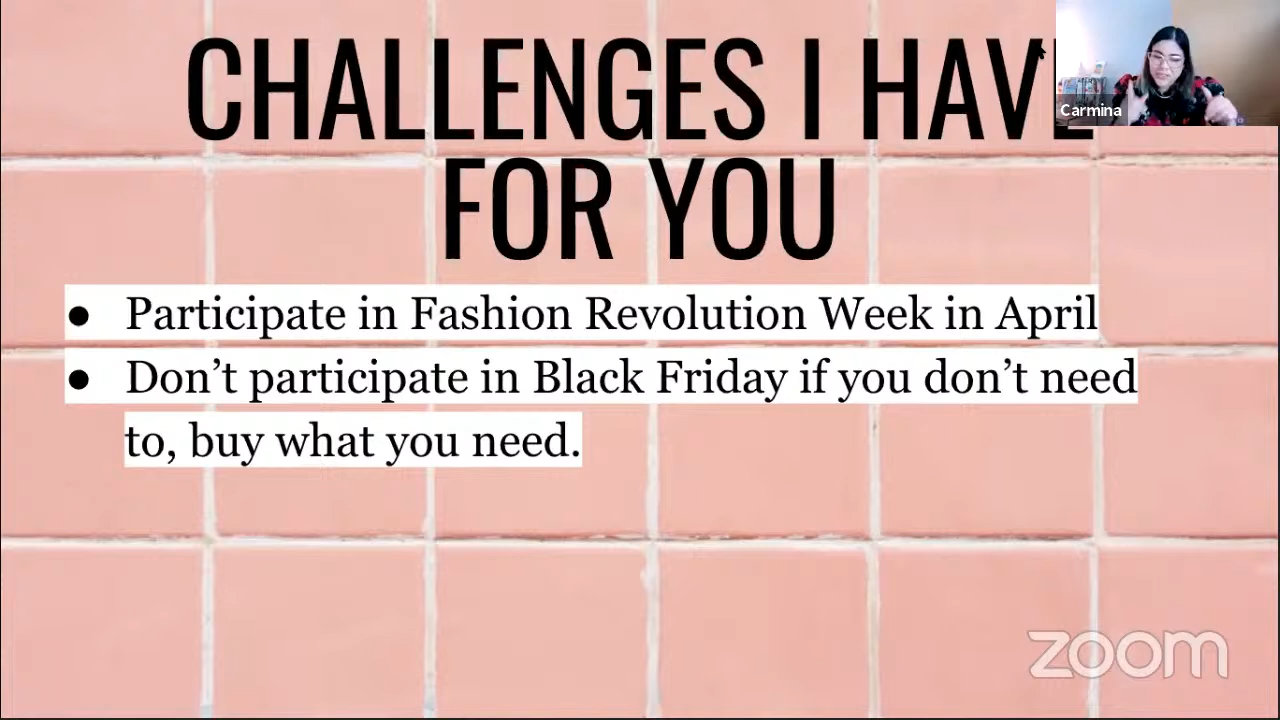 CHALLENGES I HAVE
Carmina
FOR YOU
● Participate in Fashion Revolution Week in April
● Don’t participate in Black Friday if you don’t need
to, buy what you need.
zoom